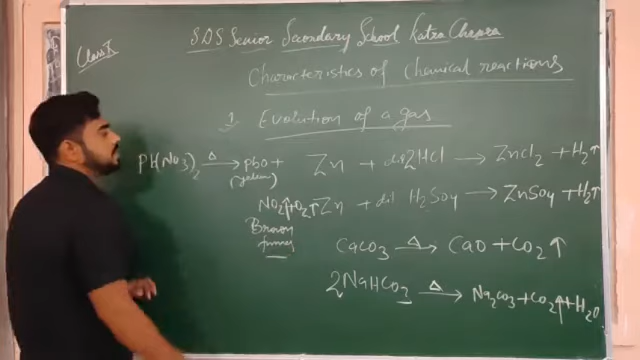 Class X
SDS Senior Secondary School Katra Chapra
Characteristics of chemical reactions
1. Evolution of a gas
Pb(NO3)2 Δ→ PbO + (yellow)
NO2↑ + O2↑
Brown fumes
Zn + dil 2HCl → ZnCl2 + H2↑
Zn + dil H2SO4 → ZnSO4 + H2↑
CaCO3 Δ→ CaO + CO2↑
2NaHCO3 Δ→ Na2CO3 + CO2↑ + H2O